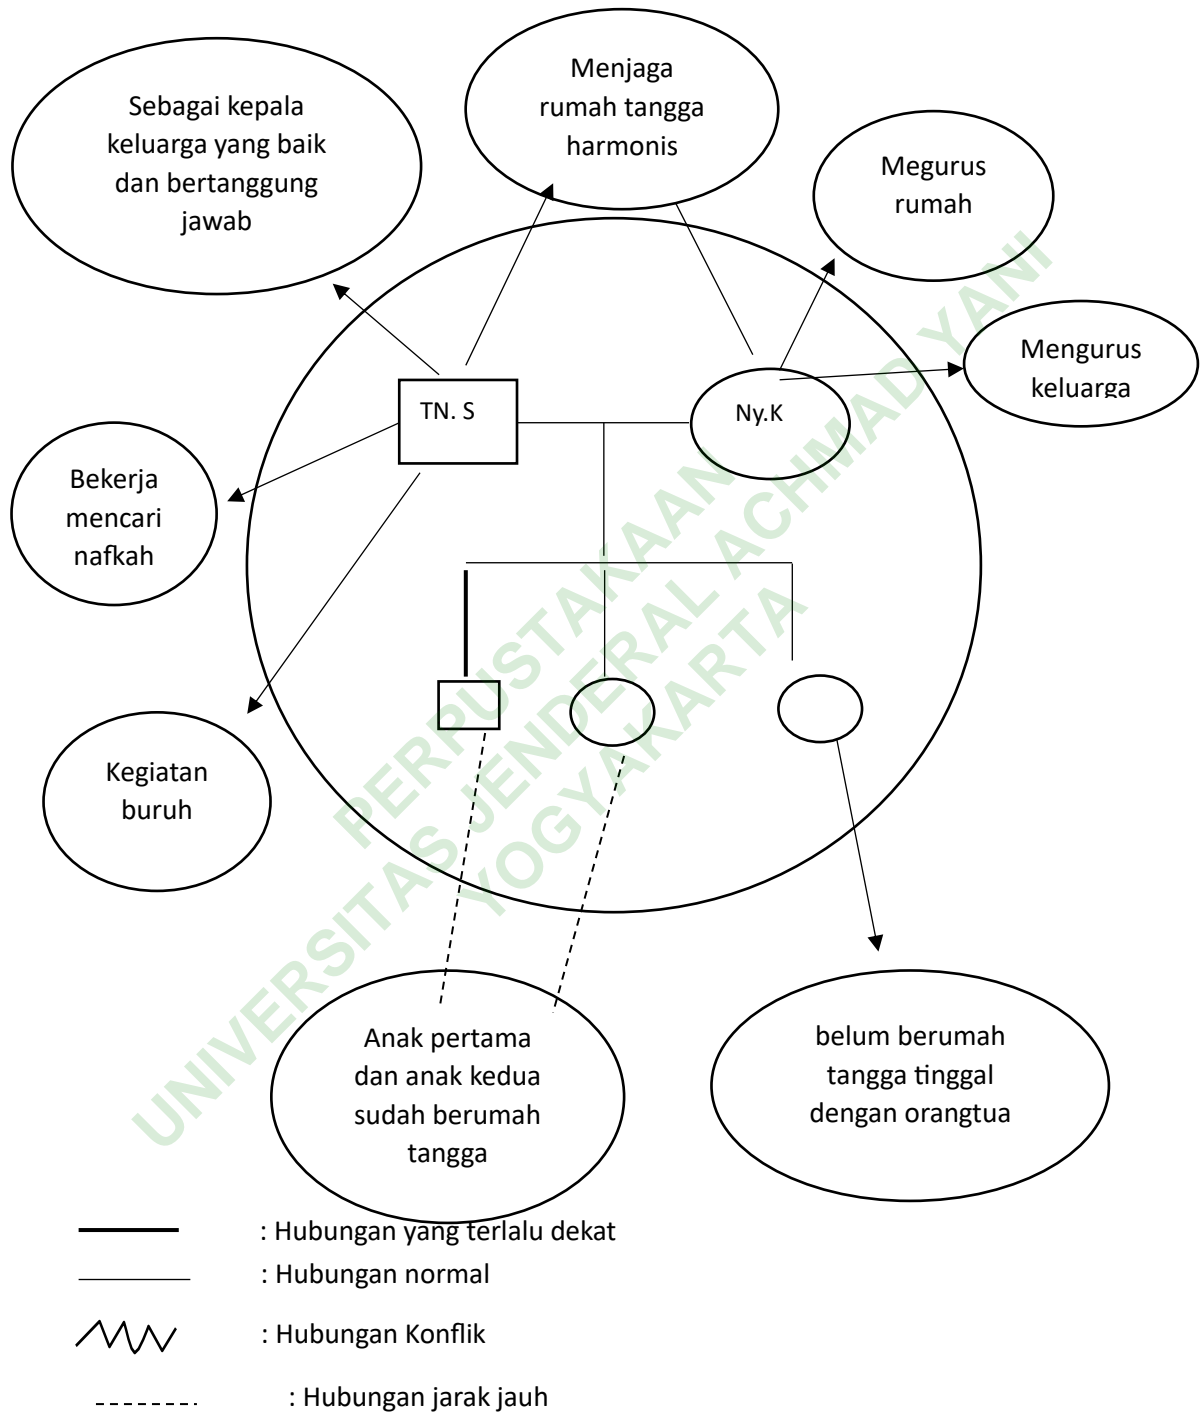 Menjaga
rumah tangga
harmonis
Sebagai kepala
keluarga yang baik
dan bertanggung
jawab
Megurus
rumah
Mengurus
keluarga
TN. S
Ny.K
Bekerja
mencari
nafkah
Kegiatan
buruh
Anak pertama
dan anak kedua
sudah berumah
tangga
belum berumah
tangga tinggal
dengan orangtua
: Hubungan yang terlalu dekat
: Hubungan normal
: Hubungan Konflik
: Hubungan jarak jauh
PERPUSTAKAAN
UNIVERSITAS JENDERAL ACHMAD YANI
YOGYAKARTA